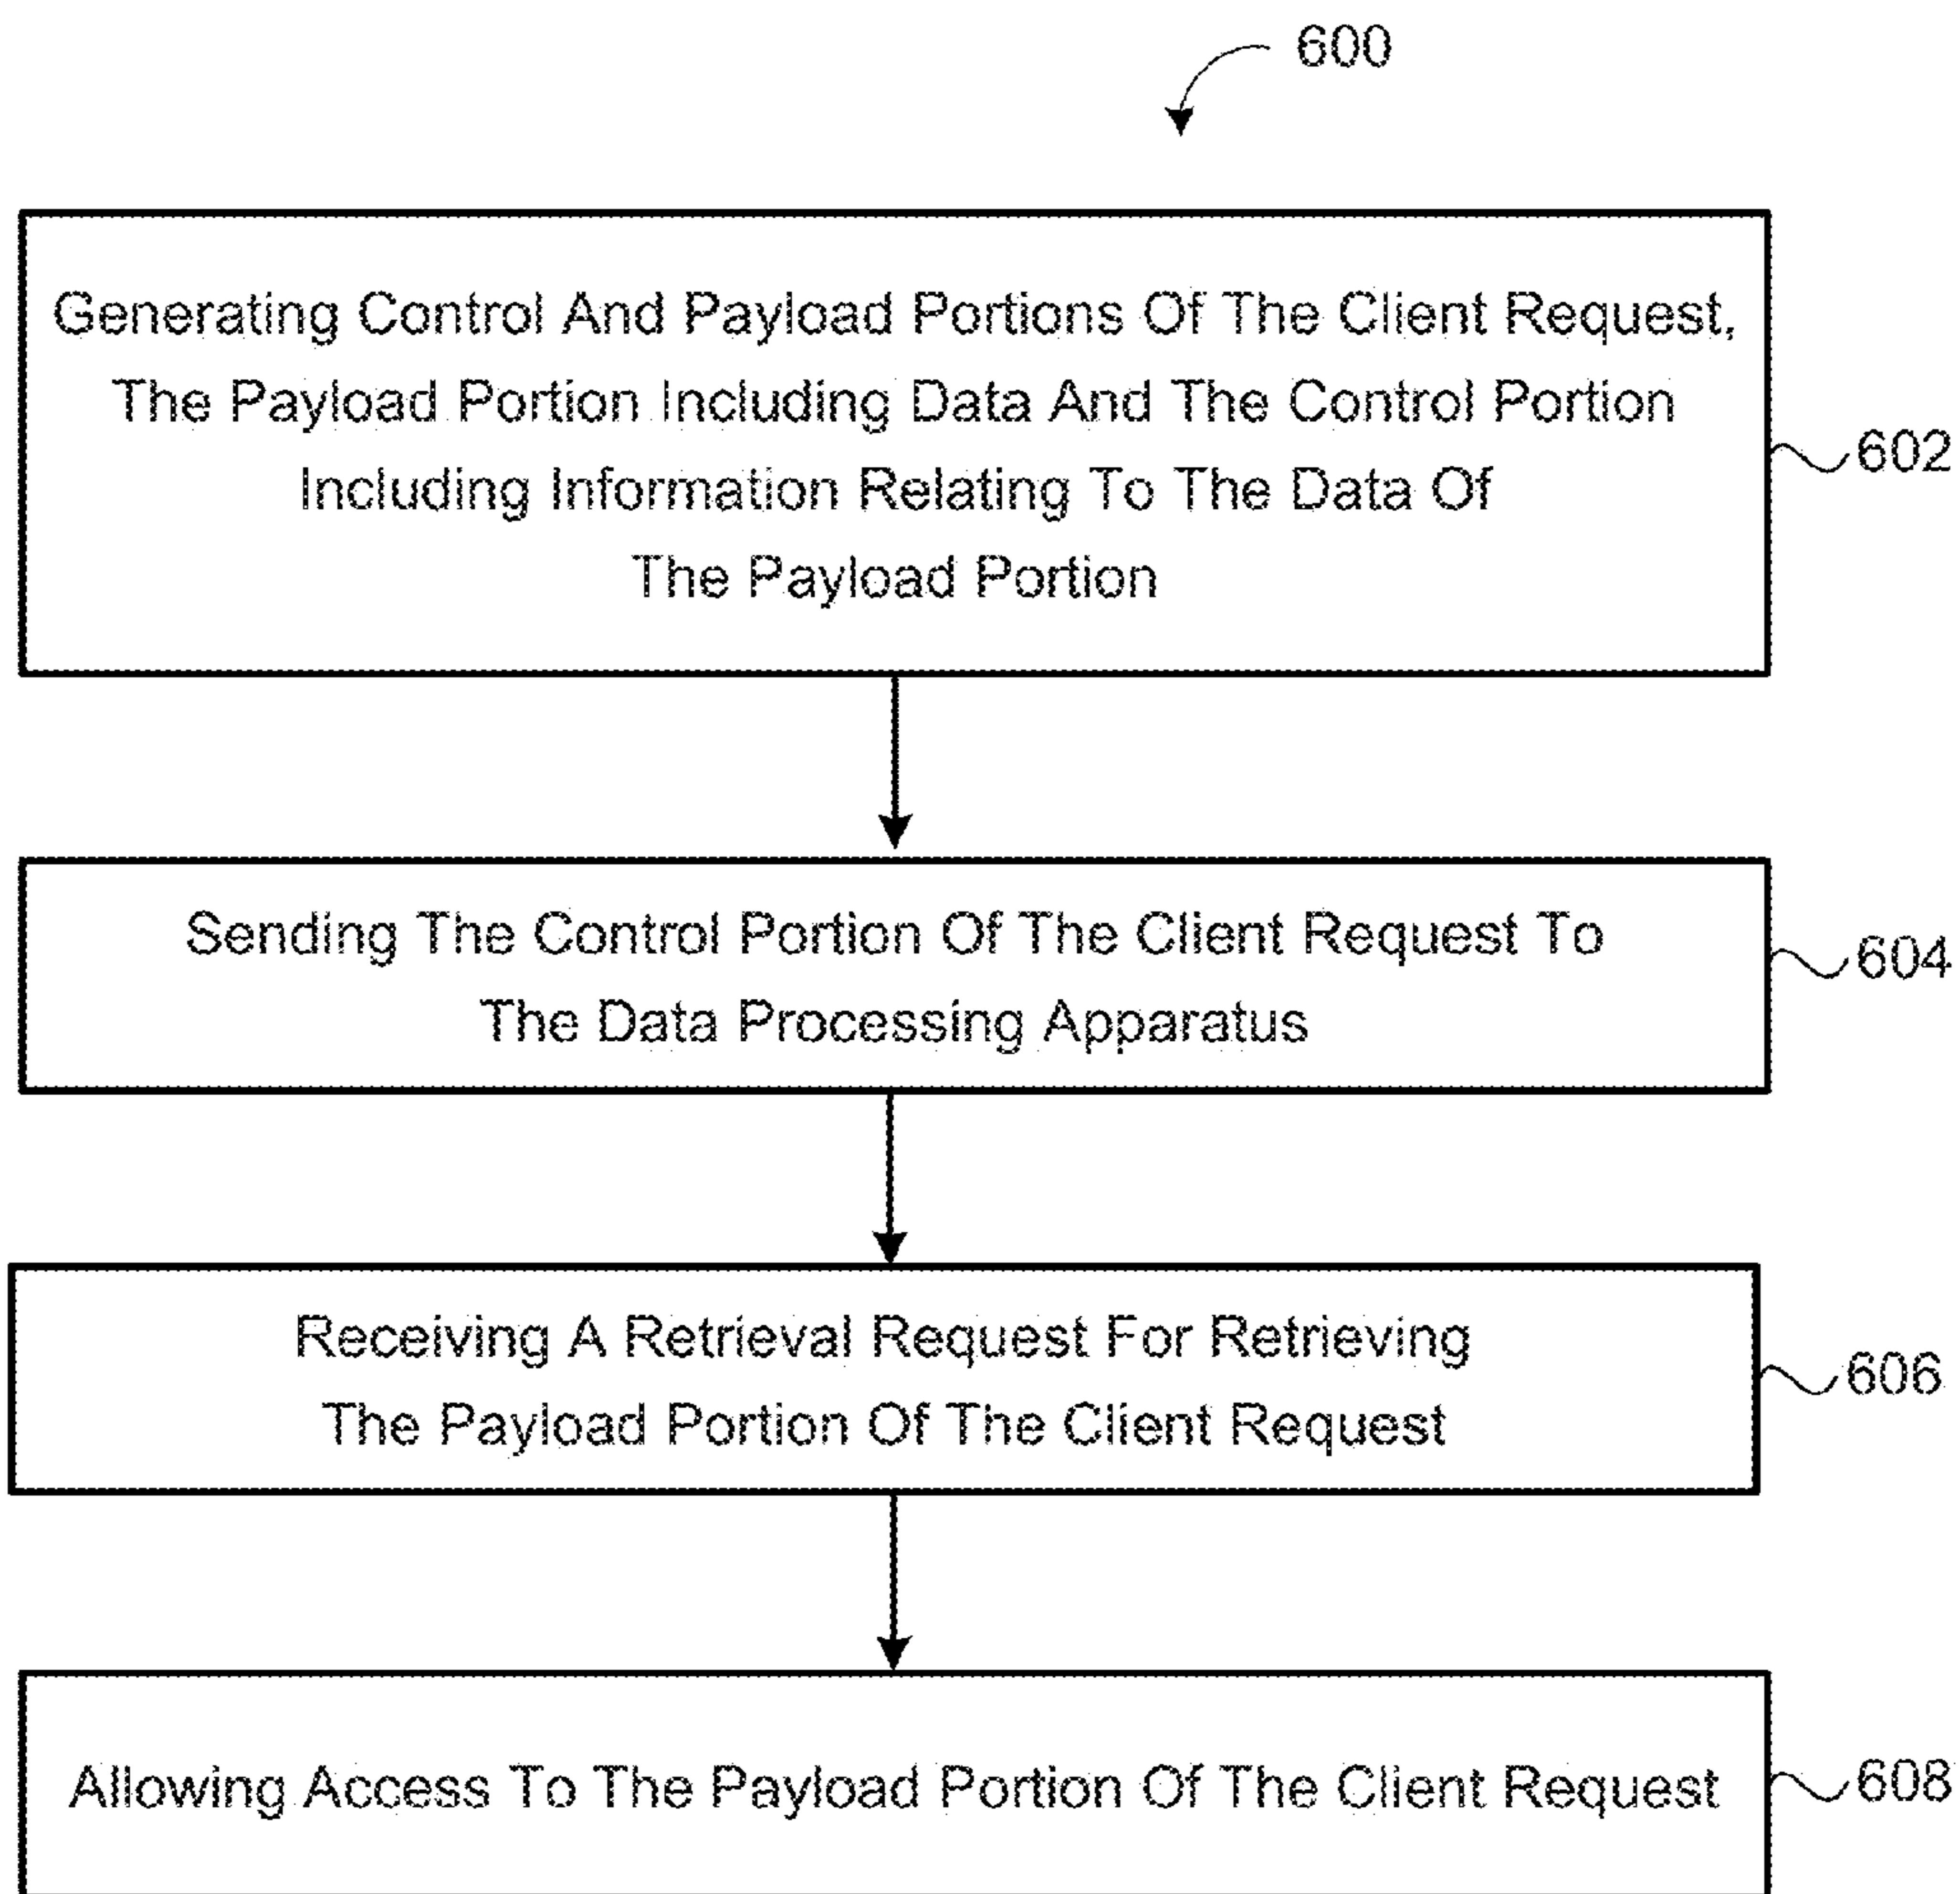 600
Generating Control And Payload Portions Of The Client Request,
The Payload Portion Including Data And The Control Portion
Including Information Relating To The Data Of
The Payload Portion
602
Sending The Control Portion Of The Client Request To
The Data Processing Apparatus
604
Receiving A Retrieval Request For Retrieving
The Payload Portion Of The Client Request
606
Allowing Access To The Payload Portion Of The Client Request
608